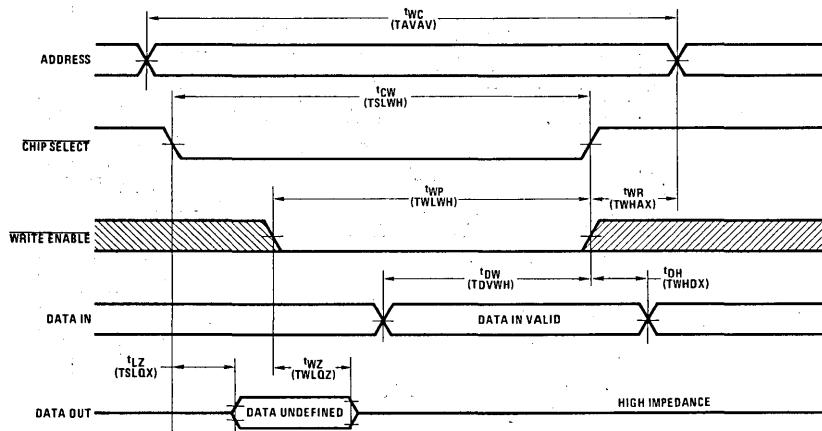 tWC
(TAVAV)
ADDRESS
tCW
(TSLWH)
CHIP SELECT
tWP
(TWLWH)
tWR
(TWHAX)
WRITE ENABLE
tDW
(TDVWH)
tDH
(TWHDX)
DATA IN
DATA IN VALID
tLZ
(TSLQX)
tWZ
(TWLQZ)
DATA OUT
DATA UNDEFINED
HIGH IMPEDANCE